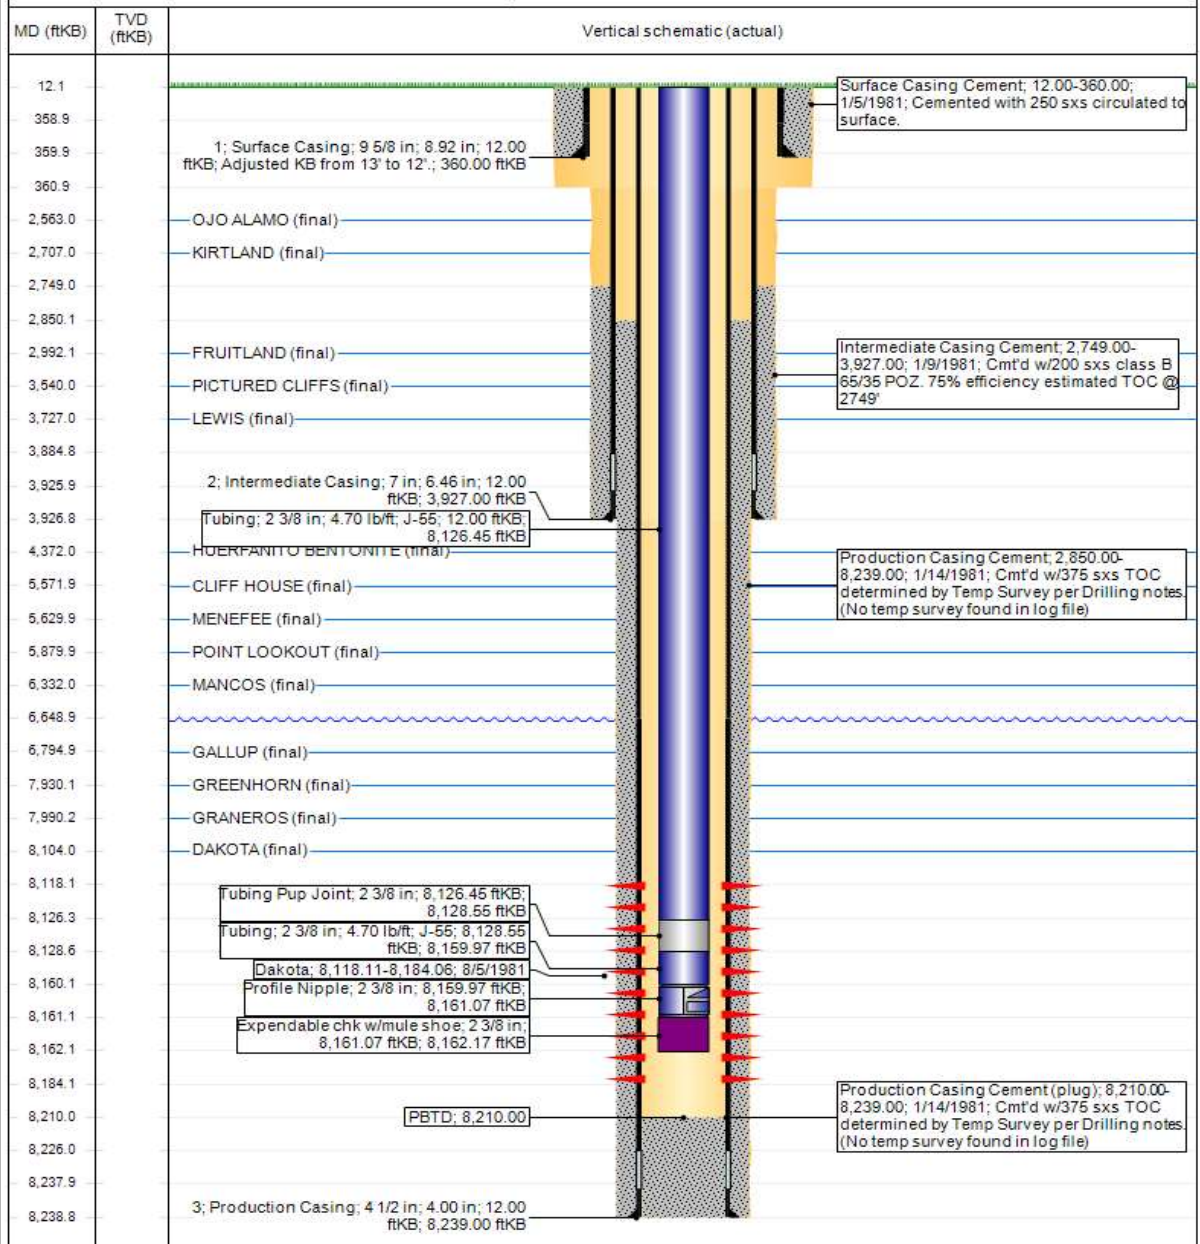 MD (ftKB)
TVD
(ftKB)
Vertical schematic (actual)
12.1
358.9
359.9
360.9
2,563.0
2,707.0
2,749.0
2,850.1
2,992.1
3,540.0
3,727.0
3,884.8
3,925.9
3,926.8
4,372.0
5,571.9
5,629.9
5,879.9
6,332.0
6,648.9
6,794.9
7,930.1
7,990.2
8,104.0
8,118.1
8,126.3
8,128.6
8,160.1
8,161.1
8,162.1
8,184.1
8,210.0
8,226.0
8,237.9
8,238.8
Surface Casing Cement; 12.00-360.00;
1/5/1981; Cemented with 250 sxs circulated to
surface.
1; Surface Casing; 9 5/8 in; 8.92 in; 12.00
ftKB; Adjusted KB from 13' to 12'.; 360.00 ftKB
OJO ALAMO (final)
KIRTLAND (final)
FRUITLAND (final)
PICTURED CLIFFS (final)
LEWIS (final)
Intermediate Casing Cement; 2,749.00-
3,927.00; 1/9/1981; Cmt'd w/200 sxs class B
65/35 POZ. 75% efficiency estimated TOC @
2749'
2; Intermediate Casing; 7 in; 6.46 in; 12.00
ftKB; 3,927.00 ftKB
Tubing; 2 3/8 in; 4.70 lb/ft; J-55; 12.00 ftKB;
8,126.45 ftKB
HUERFANITO BENTONITE (final)
CLIFF HOUSE (final)
MENEFEE (final)
POINT LOOKOUT (final)
MANCOS (final)
Production Casing Cement; 2,850.00-
8,239.00; 1/14/1981; Cmt'd w/375 sxs TOC
determined by Temp Survey per Drilling notes.
(No temp survey found in log file)
GALLUP (final)
GREENHORN (final)
GRANEROS (final)
DAKOTA (final)
Tubing Pup Joint; 2 3/8 in; 8,126.45 ftKB;
8,128.55 ftKB
Tubing; 2 3/8 in; 4.70 lb/ft; J-55; 8,128.55
ftKB; 8,159.97 ftKB
Dakota; 8,118.11-8,184.06; 8/5/1981
Profile Nipple; 2 3/8 in; 8,159.97 ftKB;
8,161.07 ftKB
Expendable chk w/mule shoe; 2 3/8 in;
8,161.07 ftKB; 8,162.17 ftKB
PBTD; 8,210.00
Production Casing Cement (plug); 8,210.00-
8,239.00; 1/14/1981; Cmt'd w/375 sxs TOC
determined by Temp Survey per Drilling notes.
(No temp survey found in log file)
3; Production Casing; 4 1/2 in; 4.00 in; 12.00
ftKB; 8,239.00 ftKB